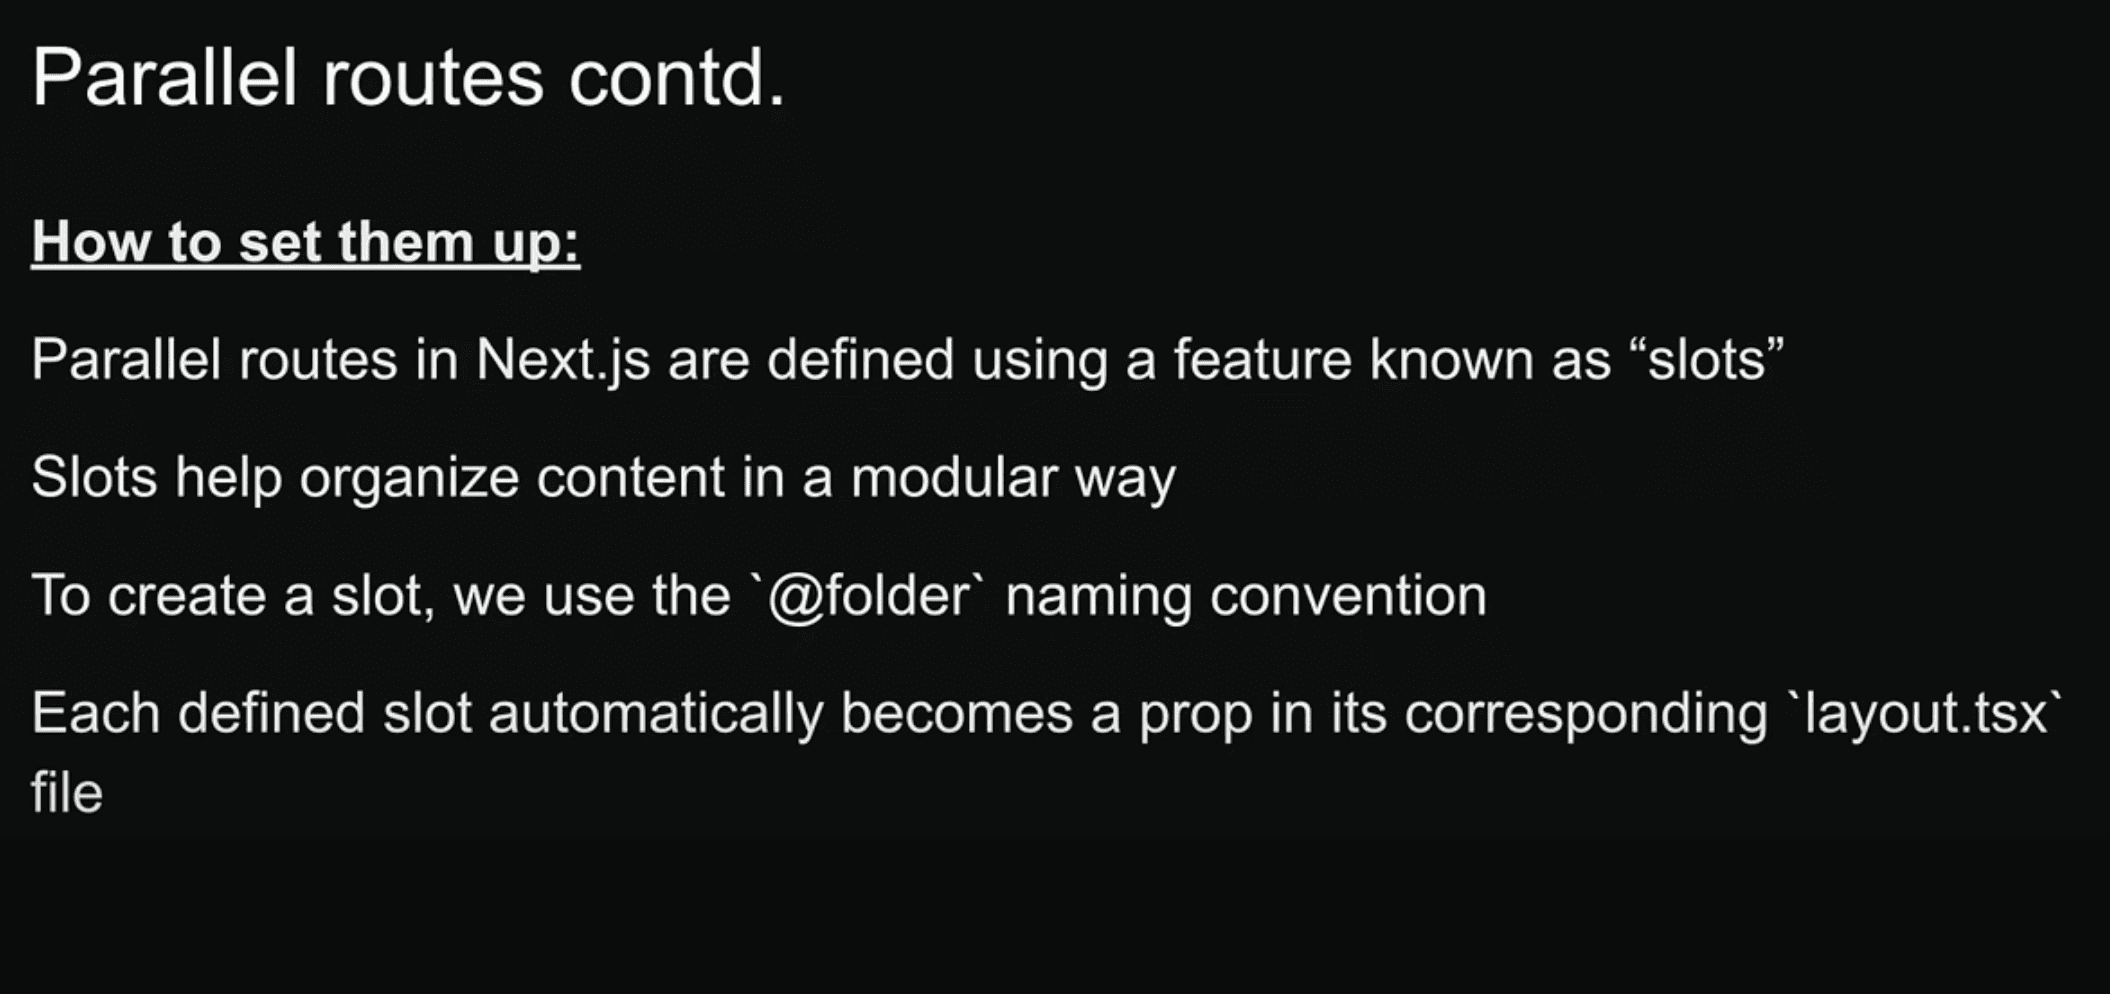 Parallel routes contd.
How to set them up:
Parallel routes in Next.js are defined using a feature known as “slots”
Slots help organize content in a modular way
To create a slot, we use the `@folder` naming convention
Each defined slot automatically becomes a prop in its corresponding `layout.tsx`
file